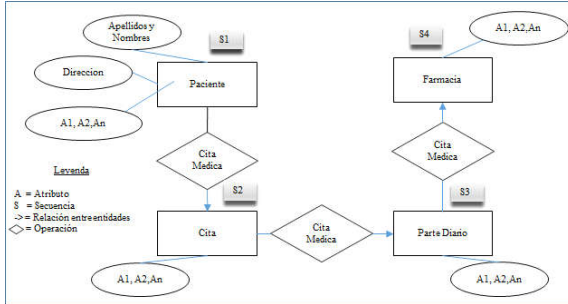 Apellidos y
Nombres
S1
Direccion
Paciente
A1, A2,An
S4
A1, A2,An
Farmacia
Cita
Medica
Cita
Medica
Leyenda
A = Atributo
S = Secuencia
-> = Relación entre entidades
= Operación
S2
Cita
Cita
Medica
S3
Parte Diario
A1, A2,An
A1, A2,An